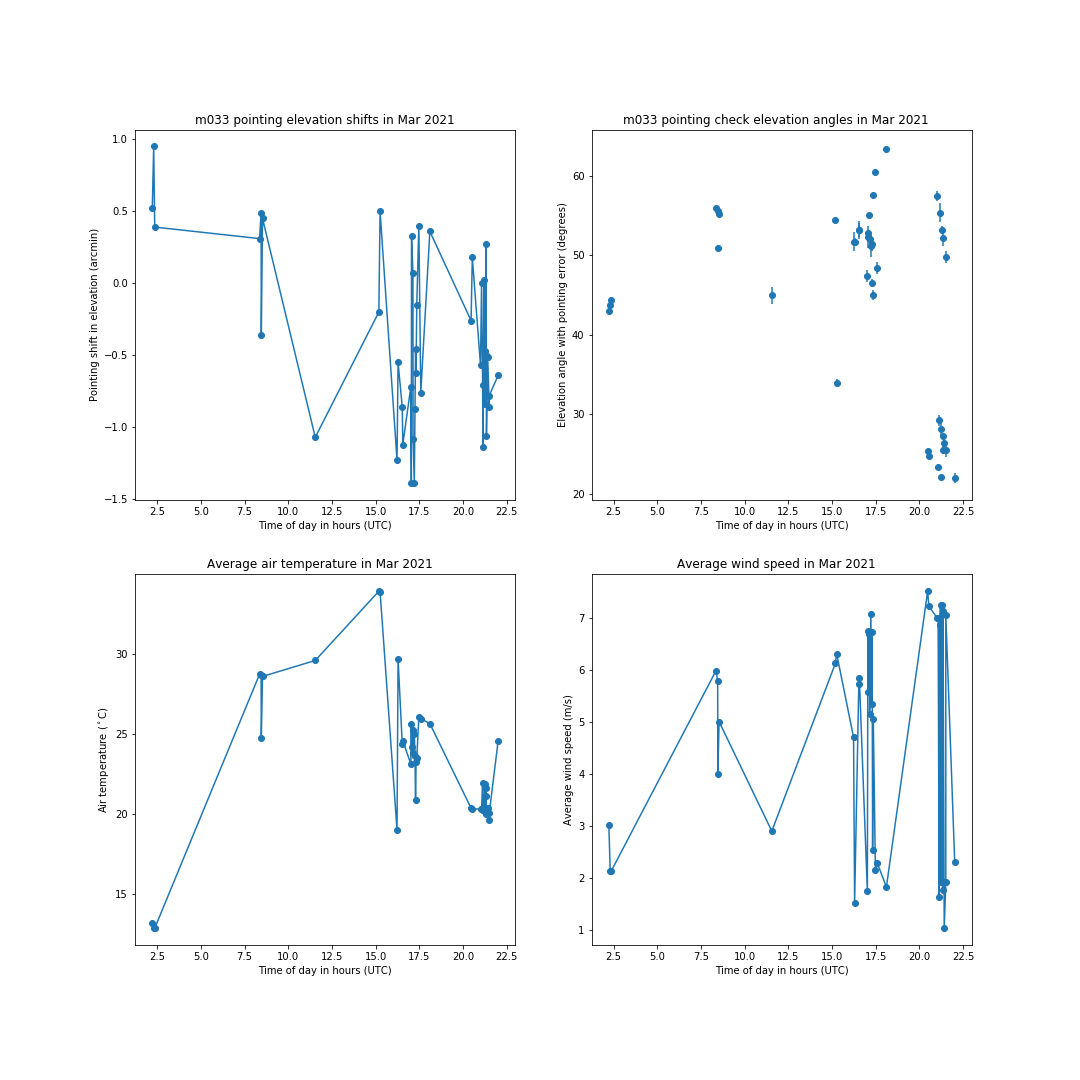 m033 pointing elevation shifts in Mar 2021
1.0
0.5
0.0
−0.5
−1.0
−1.5
Pointing shift in elevation (arcmin)
2.5 5.0 7.5 10.0 12.5 15.0 17.5 20.0 22.5
Time of day in hours (UTC)
m033 pointing check elevation angles in Mar 2021
60
50
40
30
20
Elevation angle with pointing error (degrees)
2.5 5.0 7.5 10.0 12.5 15.0 17.5 20.0 22.5
Time of day in hours (UTC)
Average air temperature in Mar 2021
30
25
20
15
Air temperature (°C)
2.5 5.0 7.5 10.0 12.5 15.0 17.5 20.0 22.5
Time of day in hours (UTC)
Average wind speed in Mar 2021
7
6
5
4
3
2
1
Average wind speed (m/s)
2.5 5.0 7.5 10.0 12.5 15.0 17.5 20.0 22.5
Time of day in hours (UTC)